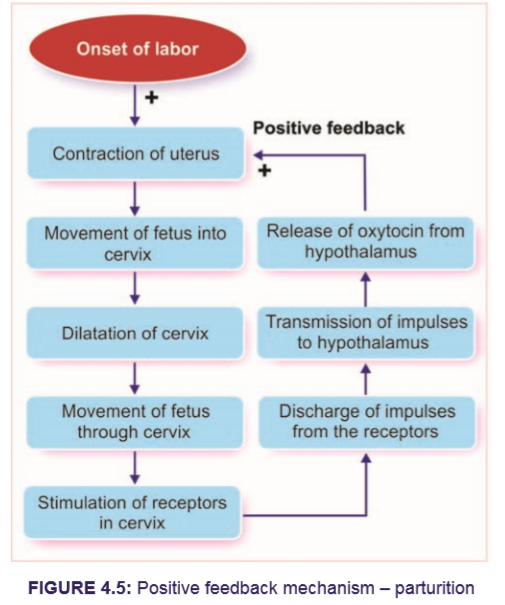 Onset of labor
+
Contraction of uterus
Movement of fetus into
cervix
Dilatation of cervix
Movement of fetus
through cervix
Stimulation of receptors
in cervix
Discharge of impulses
from the receptors
Transmission of impulses
to hypothalamus
Release of oxytocin from
hypothalamus
Positive feedback
+
FIGURE 4.5: Positive feedback mechanism – parturition